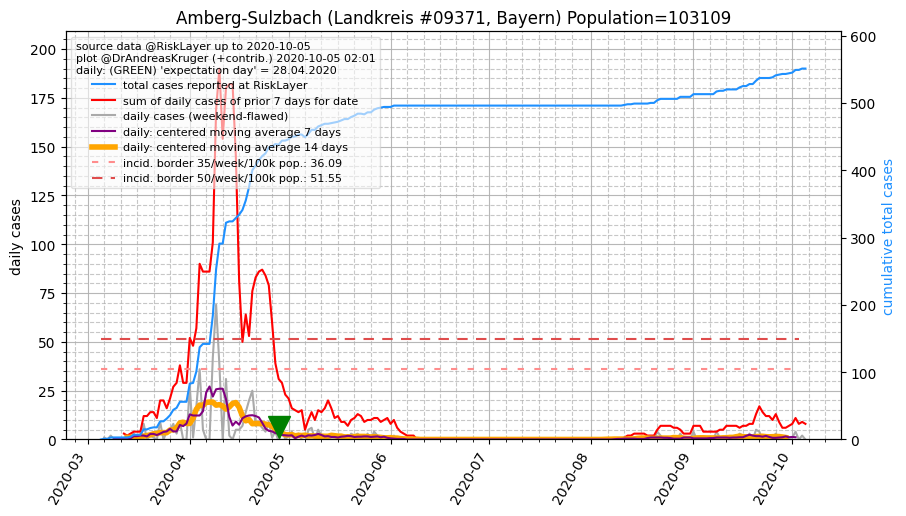 Amberg-Sulzbach (Landkreis #09371, Bayern) Population=103109
source data @RiskLayer up to 2020-10-05
plot @DrAndreasKruger (+contrib.) 2020-10-05 02:01
daily: (GREEN) 'expectation day' = 28.04.2020
total cases reported at RiskLayer
sum of daily cases of prior 7 days for date
daily cases (weekend-flawed)
daily: centered moving average 7 days
daily: centered moving average 14 days
incid. border 35/week/100k pop.: 36.09
incid. border 50/week/100k pop.: 51.55
daily cases
200
175
150
125
100
75
50
25
0
cumulative total cases
600
500
400
300
200
100
0
2020-03
2020-04
2020-05
2020-06
2020-07
2020-08
2020-09
2020-10